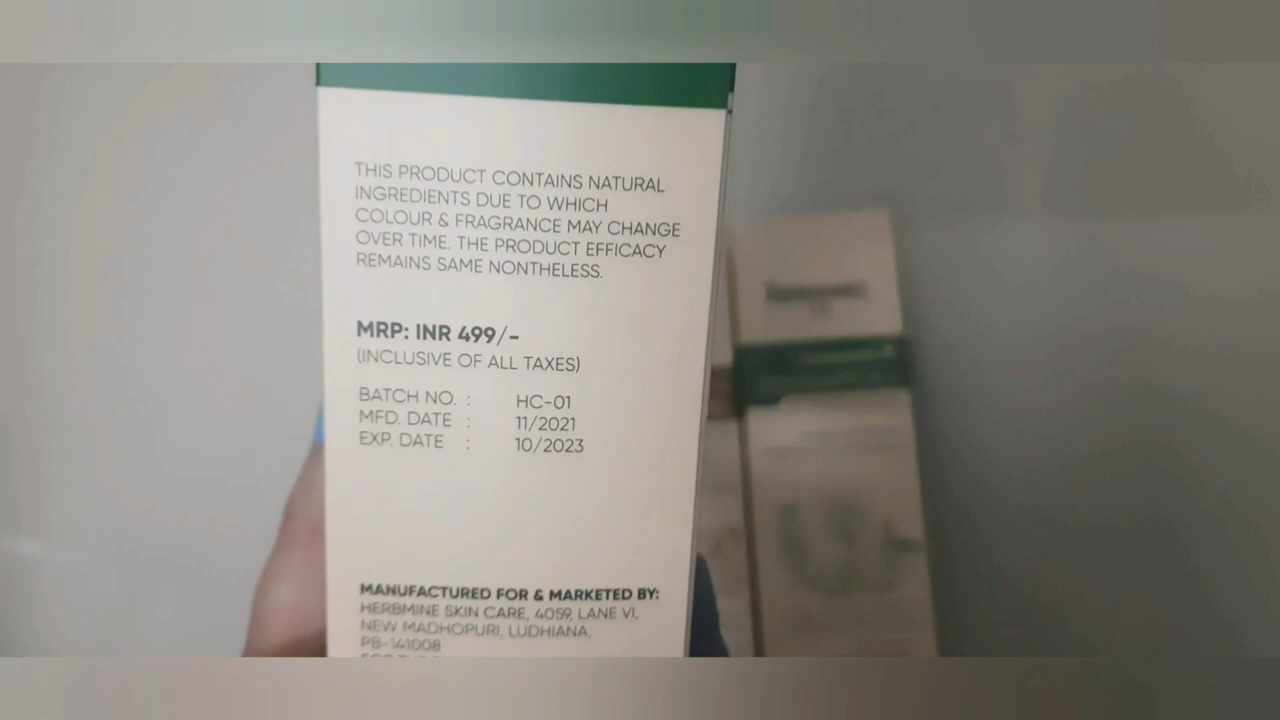 THIS PRODUCT CONTAINS NATURAL
INGREDIENTS DUE TO WHICH
COLOUR & FRAGRANCE MAY CHANGE
OVER TIME. THE PRODUCT EFFICACY
REMAINS SAME NONTHELESS.
MRP: INR 499/-
(INCLUSIVE OF ALL TAXES)
BATCH NO. : HC-01
MFD. DATE : 11/2021
EXP. DATE : 10/2023
MANUFACTURED FOR & MARKETED BY:
HERBMINE SKIN CARE, 4059, LANE VI,
NEW MADHOPURI, LUDHIANA,
PB-141008